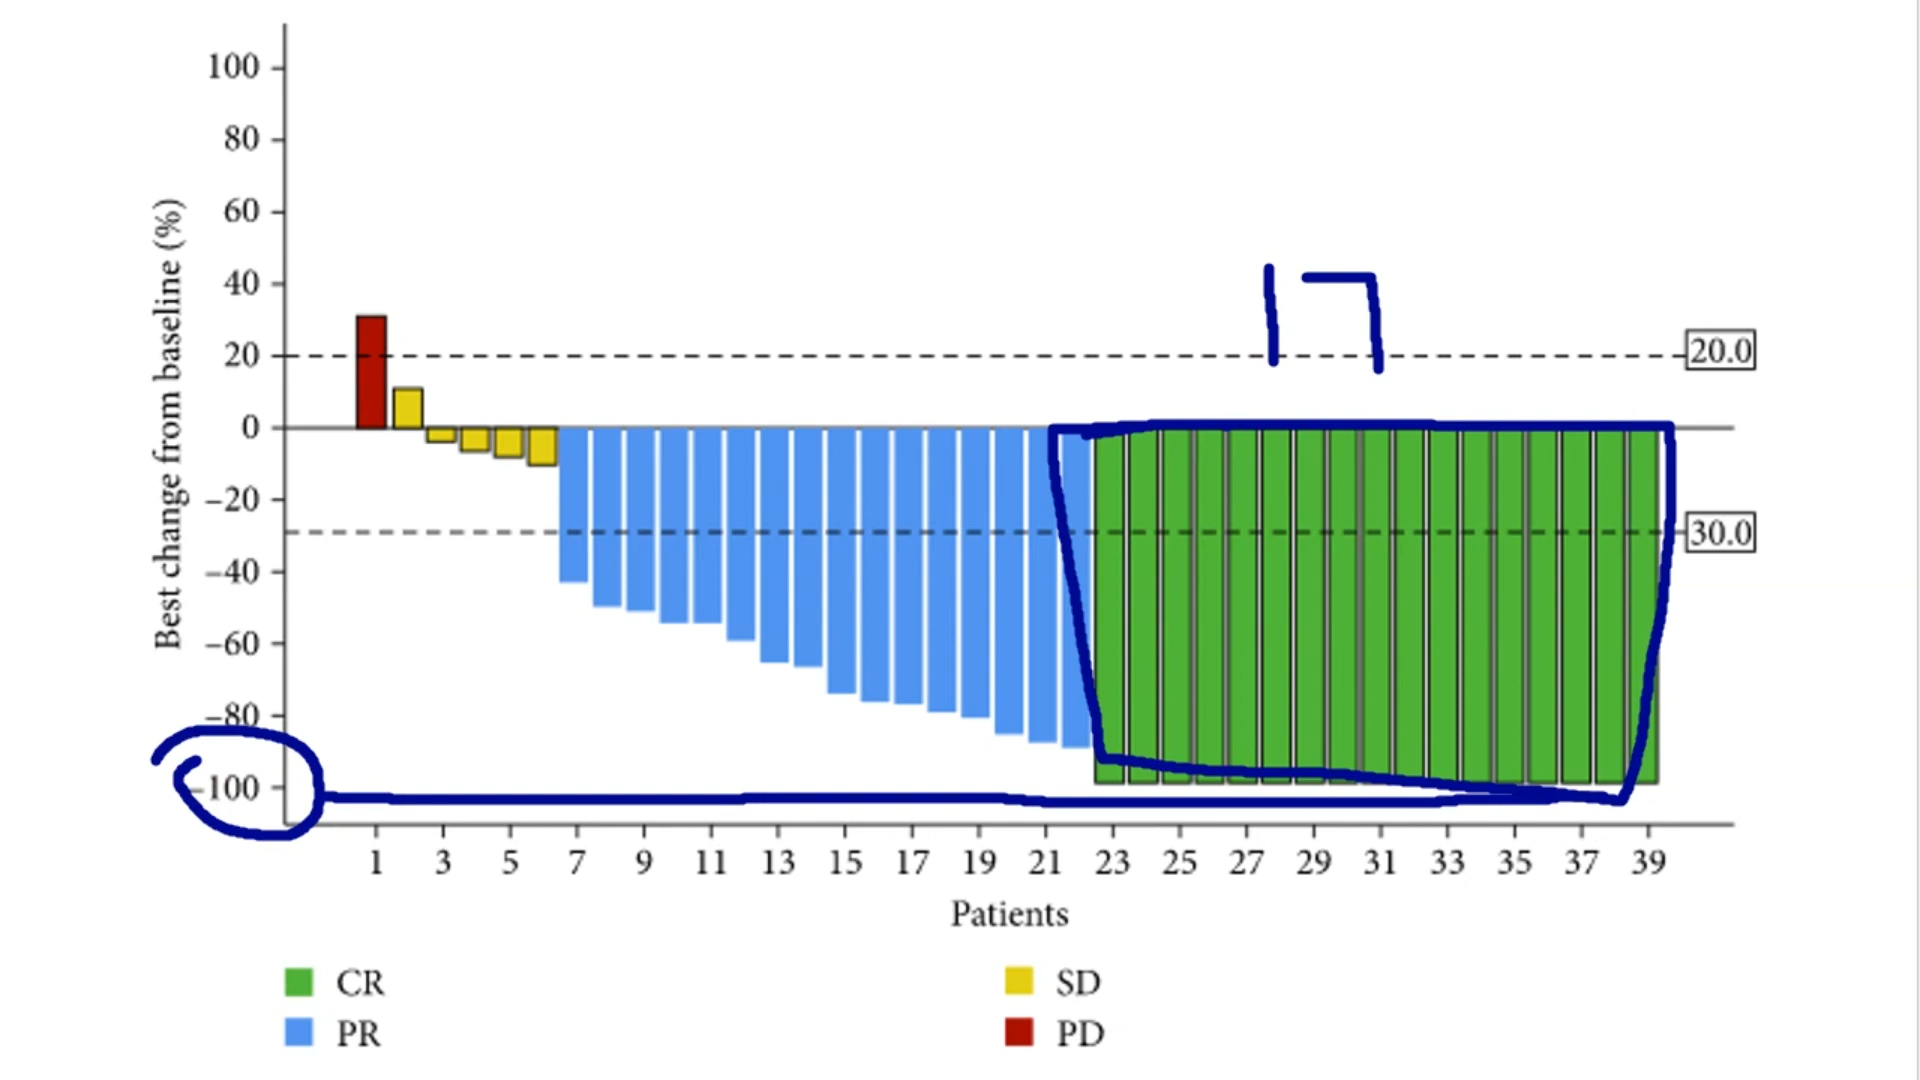 Best change from baseline (%)
100
80
60
40
20
0
–20
–40
–60
–80
–100
17
20.0
30.0
1 3 5 7 9 11 13 15 17 19 21 23 25 27 29 31 33 35 37 39
Patients
CR
PR
SD
PD